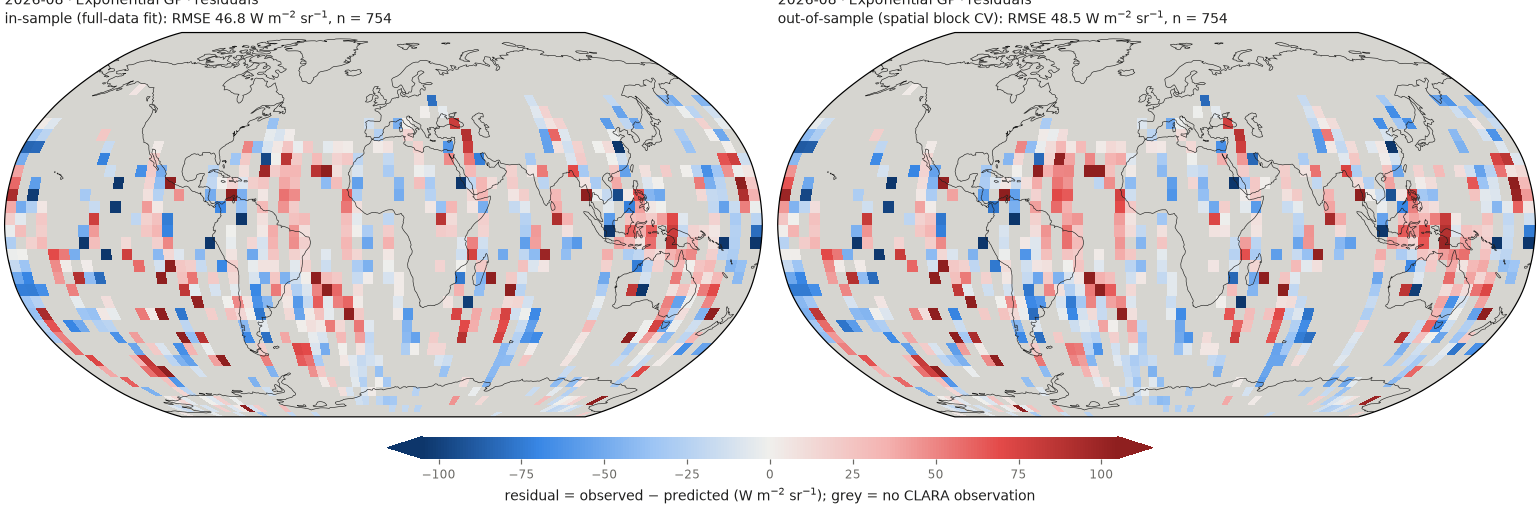 2026-08 · Exponential GP · residuals
in-sample (full-data fit): RMSE 46.8 W m⁻² sr⁻¹, n = 754
2026-08 · Exponential GP · residuals
out-of-sample (spatial block CV): RMSE 48.5 W m⁻² sr⁻¹, n = 754
−100 −75 −50 −25 0 25 50 75 100
residual = observed − predicted (W m⁻² sr⁻¹); grey = no CLARA observation